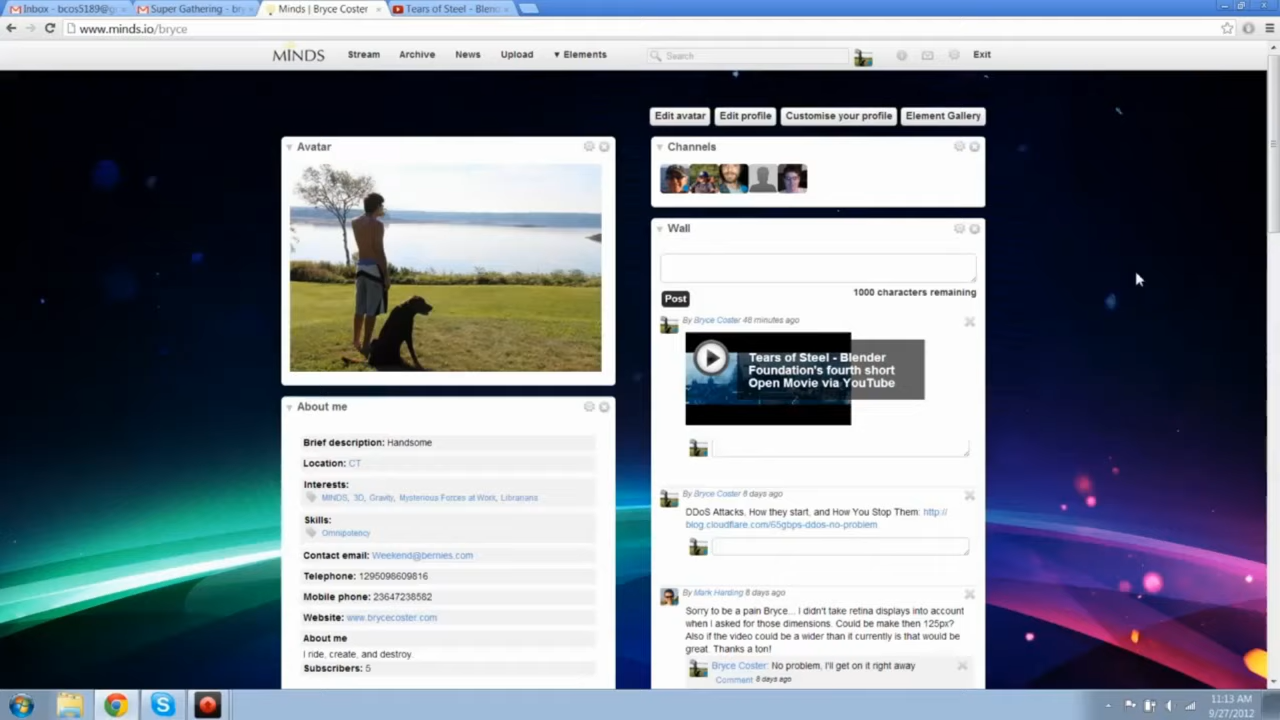 Inbox - bcos5189@g
Super Gathering - bry
Minds | Bryce Coster
Tears of Steel - Blend
www.minds.io/bryce
MINDS
Stream
Archive
News
Upload
▼ Elements
Search
Exit
Edit avatar
Edit profile
Customise your profile
Element Gallery
Avatar
Channels
Wall
1000 characters remaining
Post
By Bryce Coster 46 minutes ago
Tears of Steel - Blender
Foundation's fourth short
Open Movie via YouTube
About me
Brief description: Handsome
Location: CT
Interests:
MINDS, 3D, Gravity, Mysterious Forces at Work, Librarians
Skills:
Omnipotency
Contact email: Weekend@bernies.com
Telephone: 1295098609816
Mobile phone: 23647238582
Website: www.brycecoster.com
About me
I ride, create, and destroy.
Subscribers: 5
By Bryce Coster 8 days ago
DDoS Attacks, How they start, and How You Stop Them: http://
blog.cloudflare.com/65gbps-ddos-no-problem
By Mark Harding 8 days ago
Sorry to be a pain Bryce... I didn't take retina displays into account
when I asked for those dimensions. Could be make then 125px?
Also if the video could be a wider than it currently is that would be
great. Thanks a ton!
Bryce Coster: No problem, I'll get on it right away
Comment 8 days ago
11:13 AM
9/27/2012